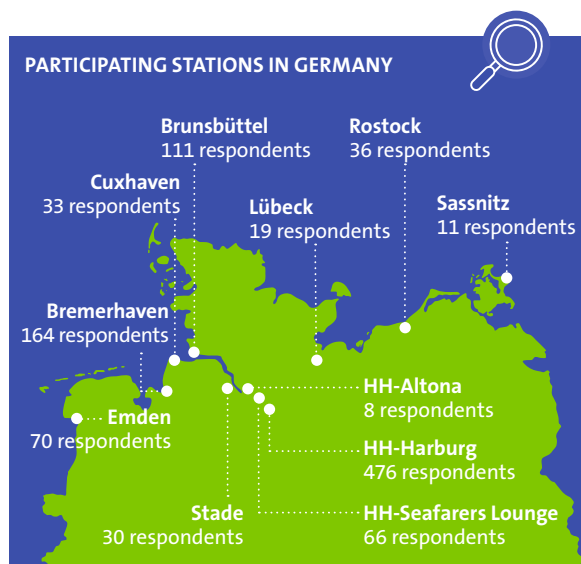 PARTICIPATING STATIONS IN GERMANY
Brunsbüttel
111 respondents
Rostock
36 respondents
Cuxhaven
33 respondents
Lübeck
19 respondents
Sassnitz
11 respondents
Bremerhaven
164 respondents
HH-Altona
8 respondents
Emden
70 respondents
HH-Harburg
476 respondents
Stade
30 respondents
HH-Seafarers Lounge
66 respondents